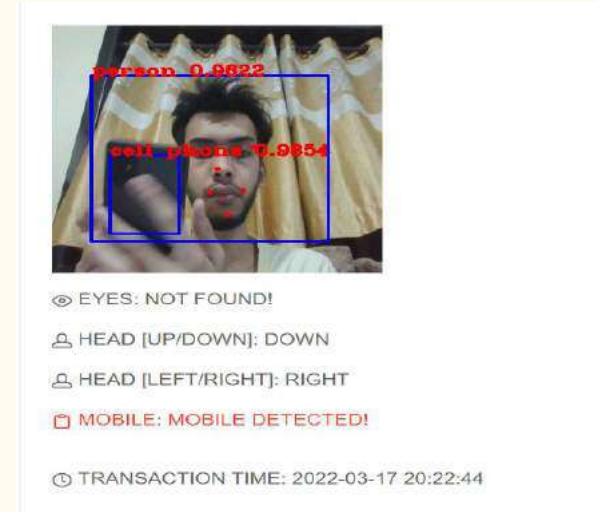 person 0.9822
cell phone 0.9854
EYES: NOT FOUND!
HEAD [UP/DOWN]: DOWN
HEAD [LEFT/RIGHT]: RIGHT
MOBILE: MOBILE DETECTED!
TRANSACTION TIME: 2022-03-17 20:22:44